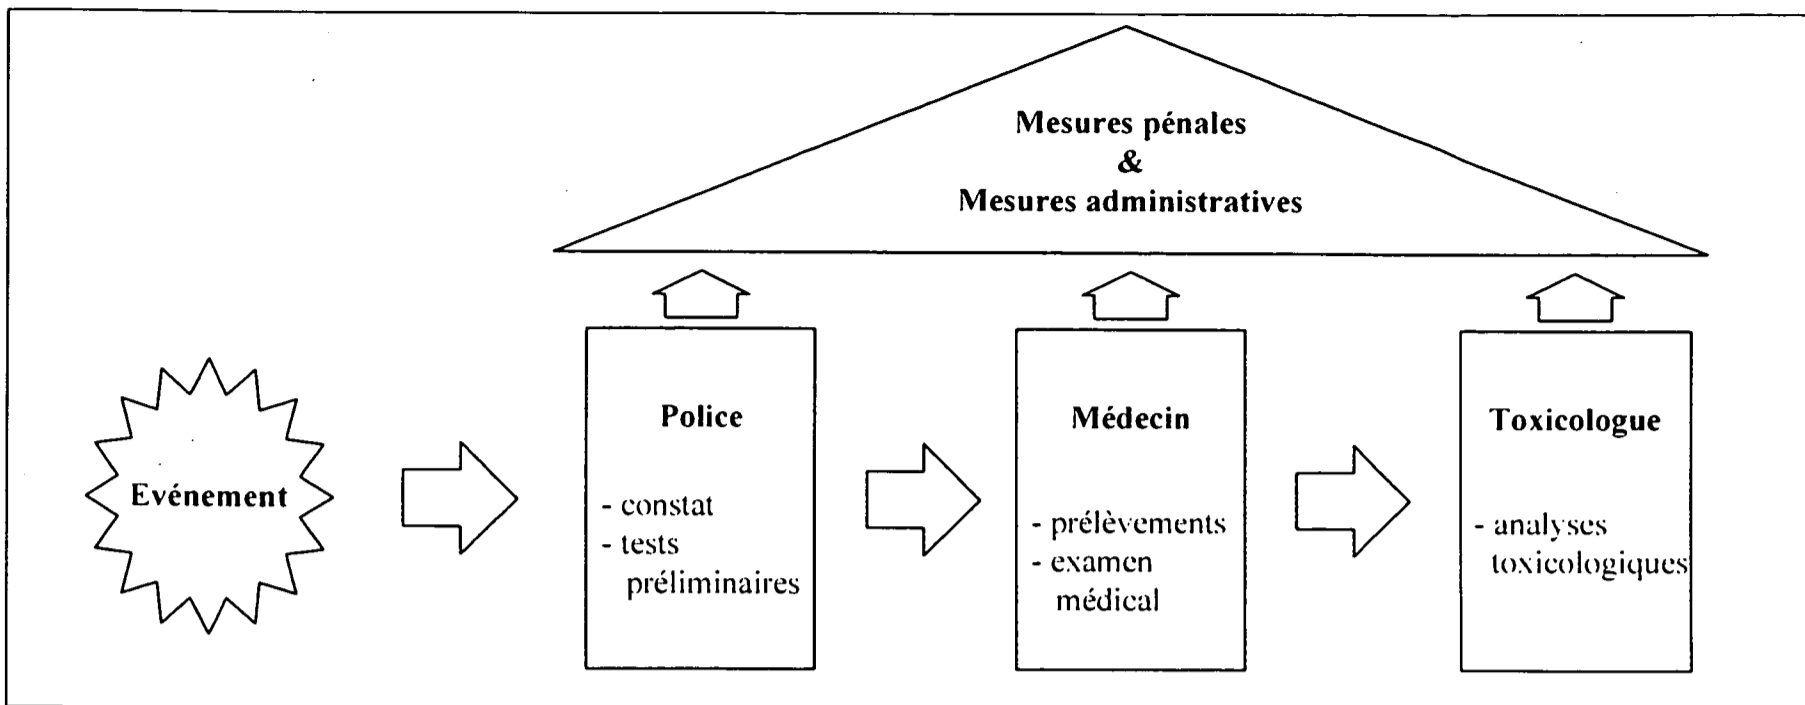 Mesures pénales
&
Mesures administratives
Evénement
Police
- constat
- tests
préliminaires
Médecin
- prélèvements
- examen
médical
Toxicologue
- analyses
toxicologiques